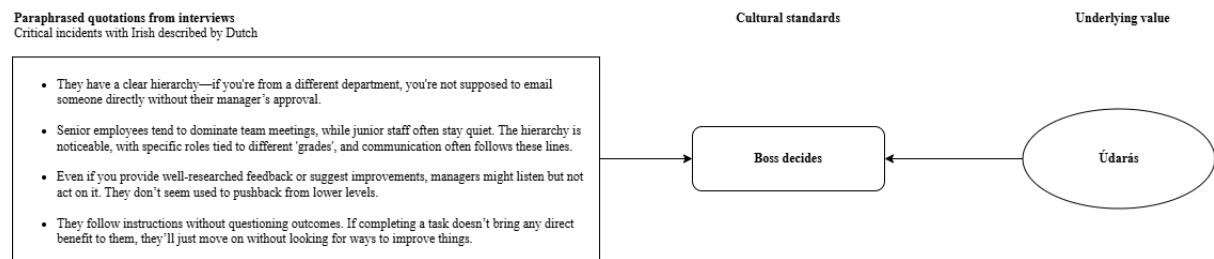 Paraphrased quotations from interviews
Critical incidents with Irish described by Dutch
Cultural standards
Underlying value
• They have a clear hierarchy—if you're from a different department, you're not supposed to email
someone directly without their manager’s approval.
• Senior employees tend to dominate team meetings, while junior staff often stay quiet. The hierarchy is
noticeable, with specific roles tied to different 'grades', and communication often follows these lines.
• Even if you provide well-researched feedback or suggest improvements, managers might listen but not
act on it. They don’t seem used to pushback from lower levels.
• They follow instructions without questioning outcomes. If completing a task doesn’t bring any direct
benefit to them, they’ll just move on without looking for ways to improve things.
Boss decides
Údarás